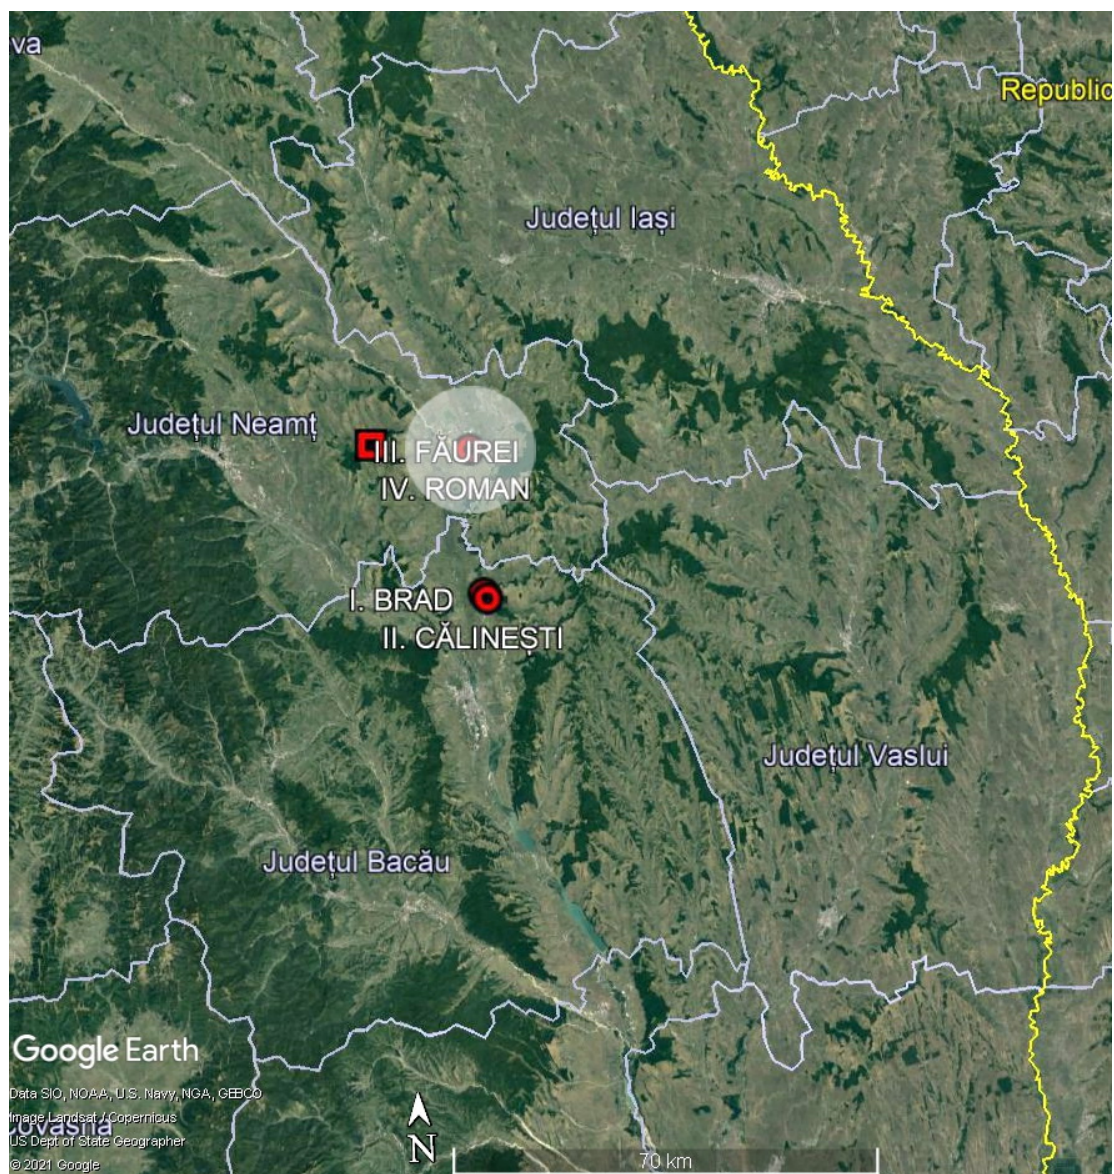 va
Republic
Județul Iași
Județul Neamț
III. FĂUREI
IV. ROMAN
I. BRAD
II. CĂLINEȘTI
Județul Vaslui
Județul Bacău
Google Earth
Data SIO, NOAA, U.S. Navy, NGA, GEBCO
Image Landsat / Copernicus
Covasna
US Dept of State Geographer
© 2021 Google
N
70 km